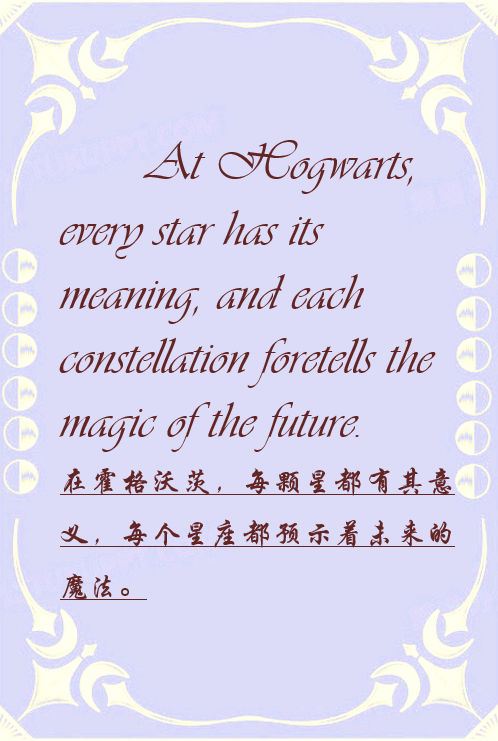 At Hogwarts,
every star has its
meaning, and each
constellation foretells the
magic of the future.
在霍格沃茨，每颗星都有其意
义，每个星座都预示着未来的
魔法。